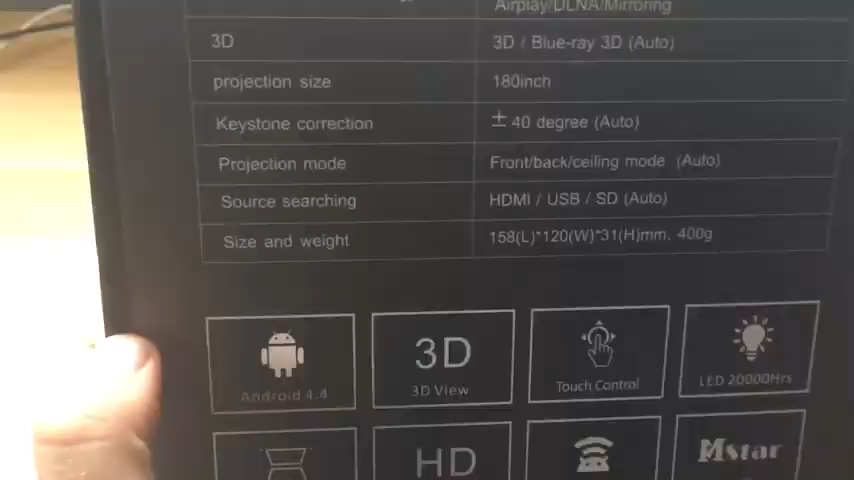 Airplay/DLNA/Mirroring
3D 3D / Blue-ray 3D (Auto)
projection size 180inch
Keystone correction ± 40 degree (Auto)
Projection mode Front/back/ceiling mode (Auto)
Source searching HDMI / USB / SD (Auto)
Size and weight 158(L)*120(W)*31(H)mm. 400g
Android 4.4
3D
3D View
Touch Control
LED 20000Hrs
HD
Mstar